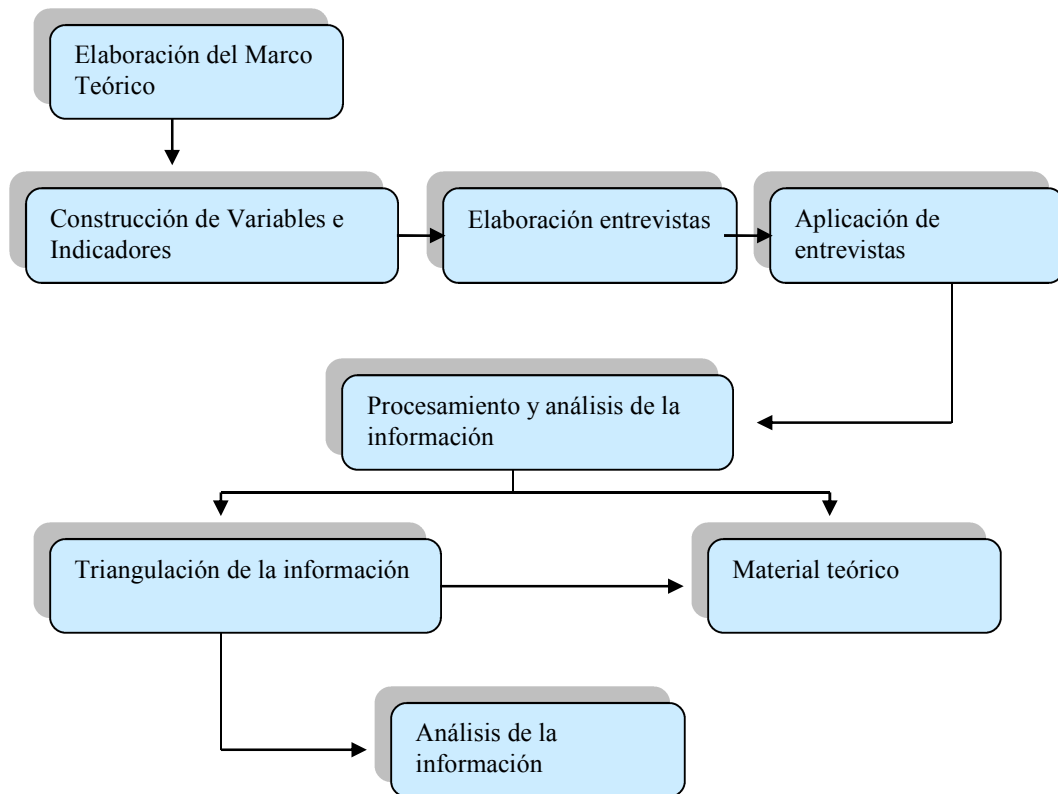 Elaboración del Marco
Teórico
Construcción de Variables e
Indicadores
Elaboración entrevistas
Aplicación de
entrevistas
Procesamiento y análisis de la
información
Triangulación de la información
Material teórico
Análisis de la
información